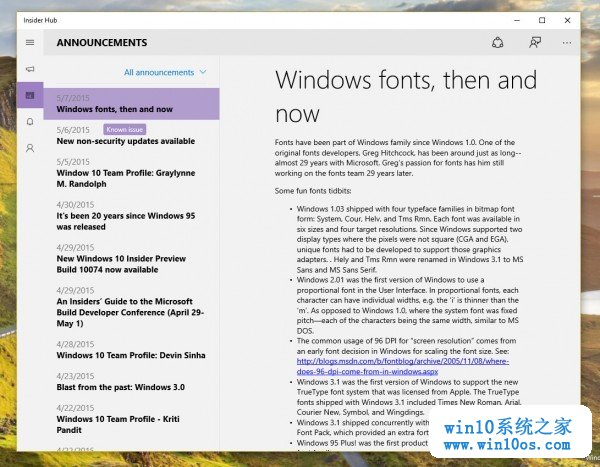 Insider Hub
ANNOUNCEMENTS
All announcements
5/7/2015
Windows fonts, then and now
5/6/2015 Known issue
New non-security updates available
5/5/2015
Window 10 Team Profile: Graylynne
M. Randolph
4/30/2015
It's been 20 years since Windows 95
was released
4/29/2015
New Windows 10 Insider Preview
Build 10074 now available
4/29/2015
An Insiders' Guide to the Microsoft
Build Developer Conference (April 29-
May 1)
4/28/2015
Windows 10 Team Profile: Devin Sinha
4/23/2015
Blast from the past: Windows 3.0
4/22/2015
Windows 10 Team Profile - Kriti
Pandit
4/22/2015
Windows fonts, then and
now
Fonts have been part of Windows family since Windows 1.0. One of the
original fonts developers, Greg Hitchcock, has been around just as long--
almost 29 years with Microsoft. Greg's passion for fonts has him still
working on the fonts team 29 years later.
Some fun fonts tidbits:
• Windows 1.03 shipped with four typeface families in bitmap font
form: System, Cour, Helv, and Tms Rmn. Each font was available in
six sizes and four target resolutions. Since Windows supported two
display types where the pixels were not square (CGA and EGA),
unique fonts had to be developed to support those graphics
adapters. . Helv and Tms Rmn were renamed in Windows 3.1 to MS
Sans and MS Sans Serif.
• Windows 2.01 was the first version of Windows to use a
proportional font in the User Interface. In proportional fonts, each
character can have individual widths, e.g. the 'i' is thinner than the
'm'. As opposed to Windows 1.0, where the system font was fixed
pitch—each of the characters being the same width, similar to MS
DOS.
• The common usage of 96 DPI for "screen resolution" comes from
an early font decision in Windows for scaling the font size. See:
http://blogs.msdn.com/b/fontblog/archive/2005/11/08/where-
does-96-dpi-come-from-in-windows.aspx
• Windows 3.1 was the first version of Windows to support the new
TrueType font system that was licensed from Apple. The TrueType
fonts shipped with Windows 3.1 included Times New Roman, Arial,
Courier New, Symbol, and Wingdings.
• Windows 3.1 shipped concurrently with
Font Pack, which provided an extra fort
• Windows 95 Plus! was the first product
win10系统之家
www.win10os.com